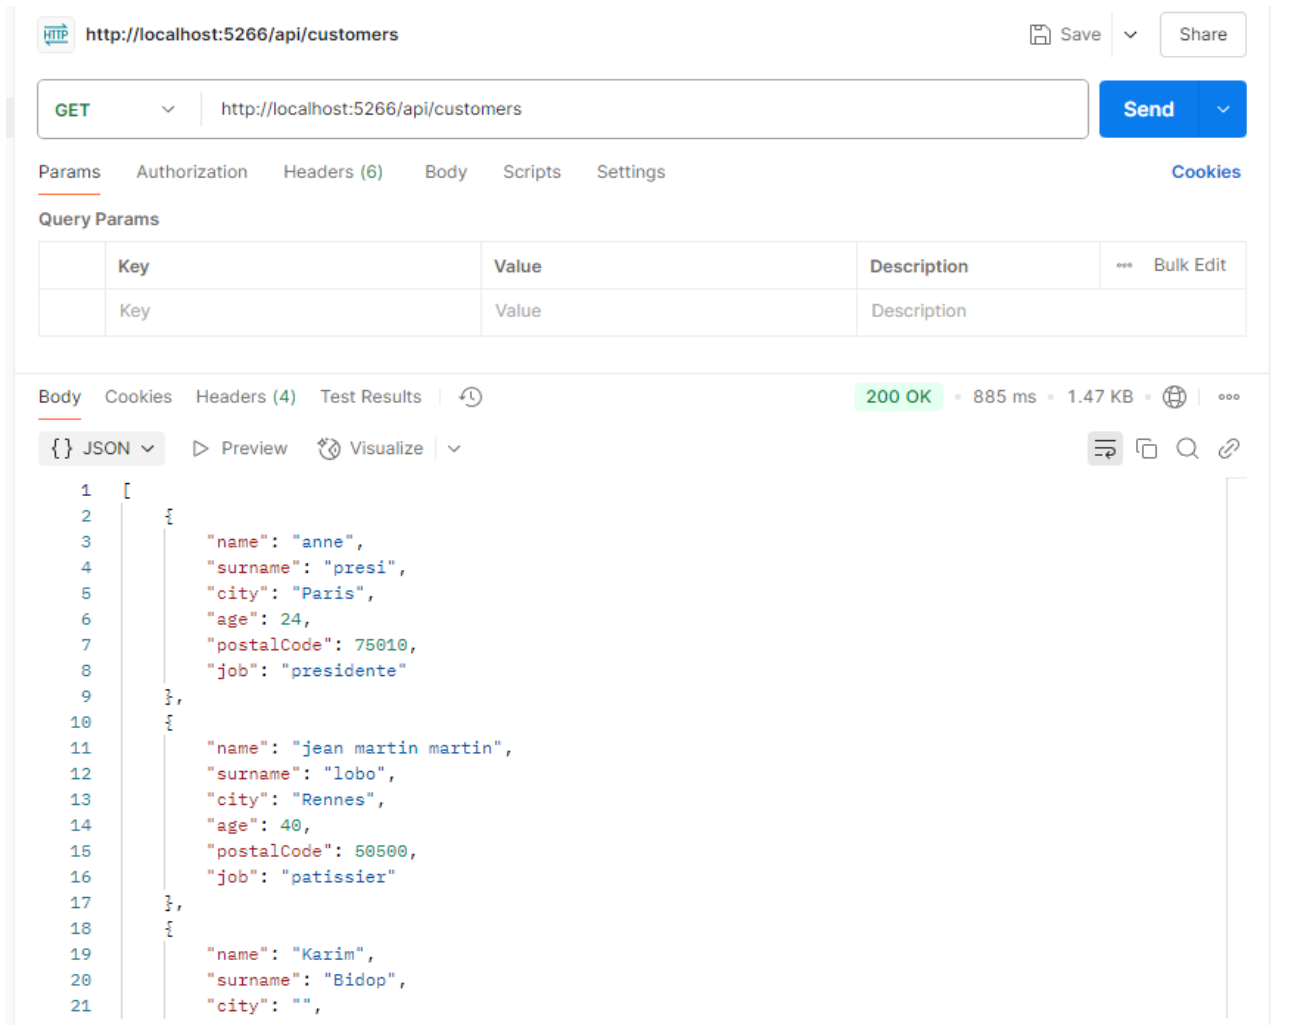 HTTP http://localhost:5266/api/customers Save Share
GET http://localhost:5266/api/customers Send
Params Authorization Headers (6) Body Scripts Settings Cookies
Query Params
Key Value Description Bulk Edit
Key Value Description
Body Cookies Headers (4) Test Results 200 OK 885 ms 1.47 KB
{} JSON Preview Visualize
1 [
2 {
3 "name": "anne",
4 "surname": "presi",
5 "city": "Paris",
6 "age": 24,
7 "postalCode": 75010,
8 "job": "presidente"
9 },
10 {
11 "name": "jean martin martin",
12 "surname": "lobo",
13 "city": "Rennes",
14 "age": 40,
15 "postalCode": 50500,
16 "job": "patissier"
17 },
18 {
19 "name": "Karim",
20 "surname": "Bidop",
21 "city": "",